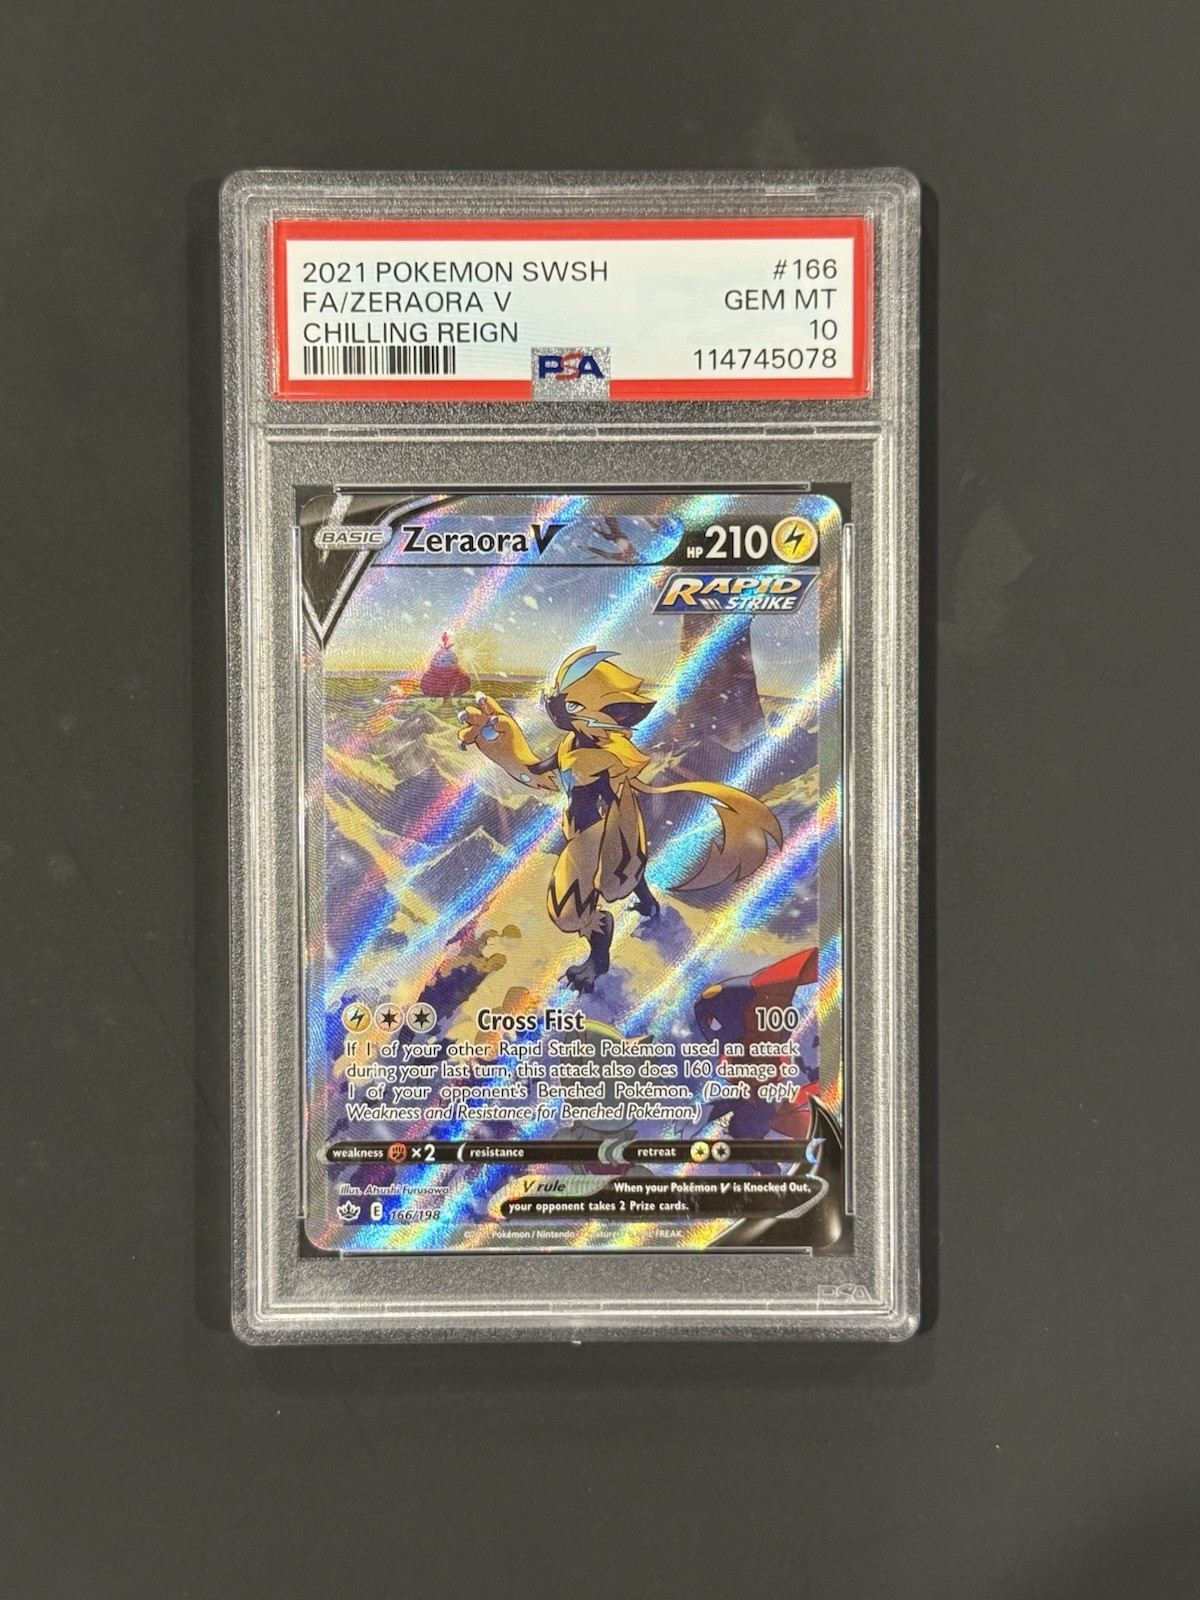 2021 POKEMON SWSH #166
FA/ZERAORA V GEM MT
CHILLING REIGN 10
PSA 114745078
BASIC Zeraora V HP 210
RAPID STRIKE
Cross Fist 100
If 1 of your other Rapid Strike Pokémon used an attack
during your last turn, this attack also does 160 damage to
1 of your opponent's Benched Pokémon. (Don't apply
Weakness and Resistance for Benched Pokémon.)
weakness ×2 resistance retreat
Illus. Atsushi Furusawa
V rule When your Pokémon V is Knocked Out,
your opponent takes 2 Prize cards.
E 166/198
Pokémon / Nintendo / FREAK.
PSA